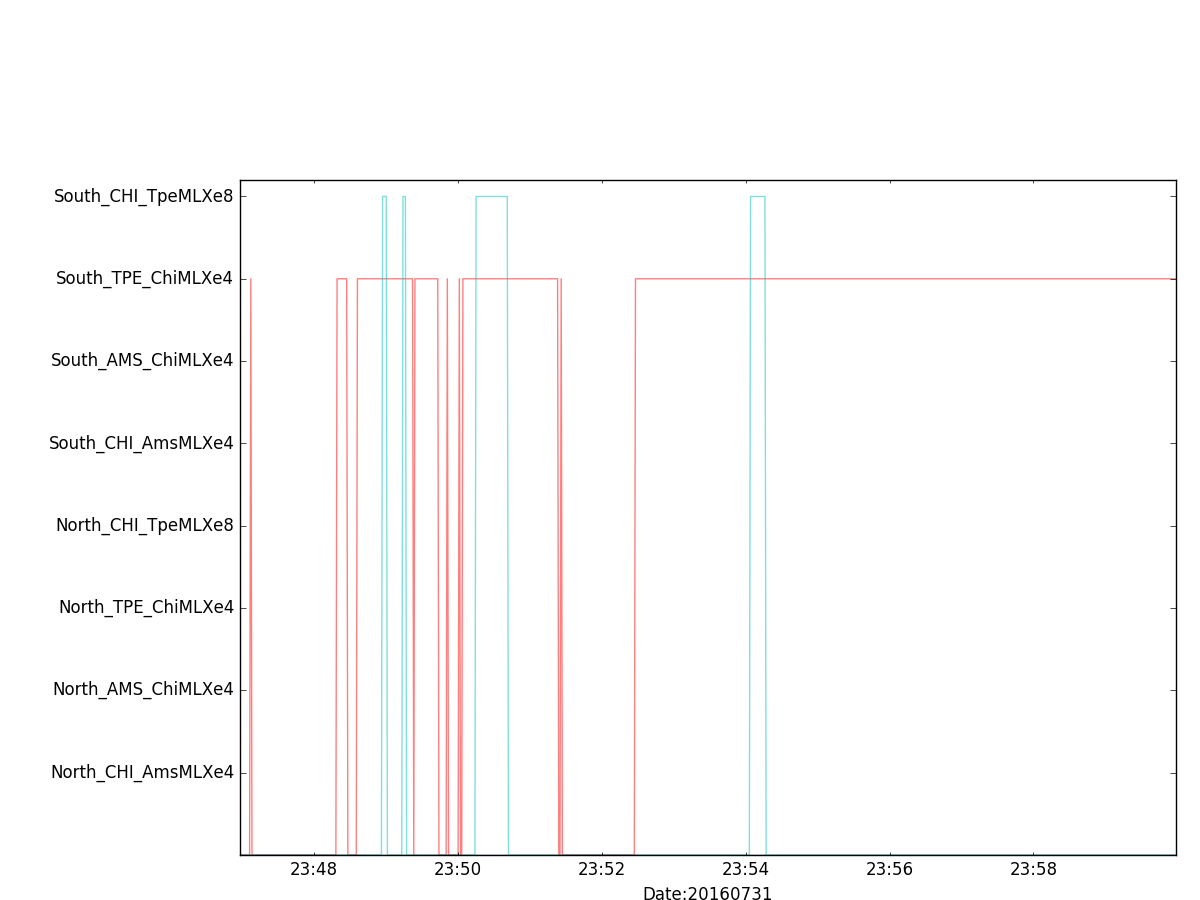 South_CHI_TpeMLXe8
South_TPE_ChiMLXe4
South_AMS_ChiMLXe4
South_CHI_AmsMLXe4
North_CHI_TpeMLXe8
North_TPE_ChiMLXe4
North_AMS_ChiMLXe4
North_CHI_AmsMLXe4
23:48 23:50 23:52 23:54 23:56 23:58
Date:20160731